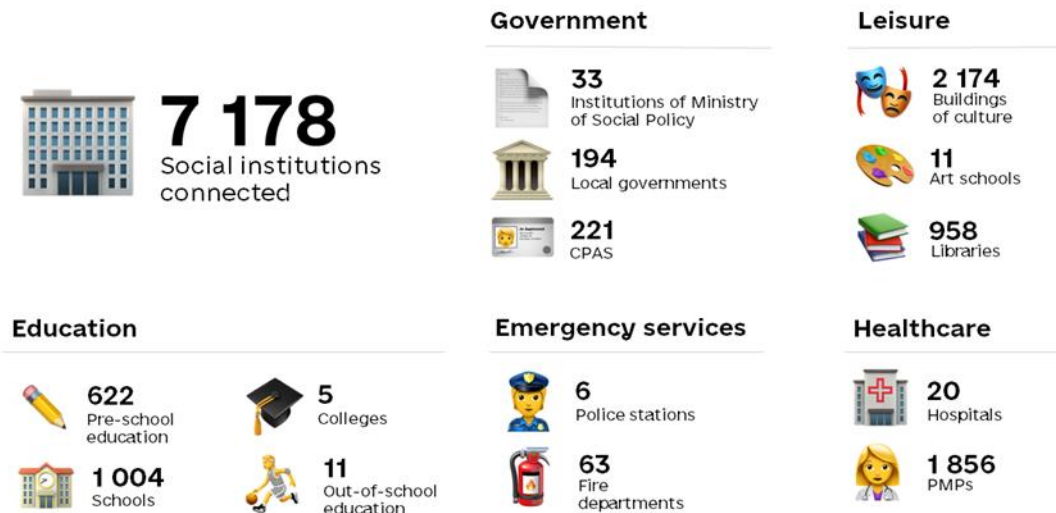 7 178
Social institutions
connected
Government
33
Institutions of Ministry
of Social Policy
194
Local governments
221
CPAS
Leisure
2 174
Buildings
of culture
11
Art schools
958
Libraries
Education
622
Pre-school
education
1 004
Schools
5
Colleges
11
Out-of-school
education
Emergency services
6
Police stations
63
Fire
departments
Healthcare
20
Hospitals
1 856
PMPs